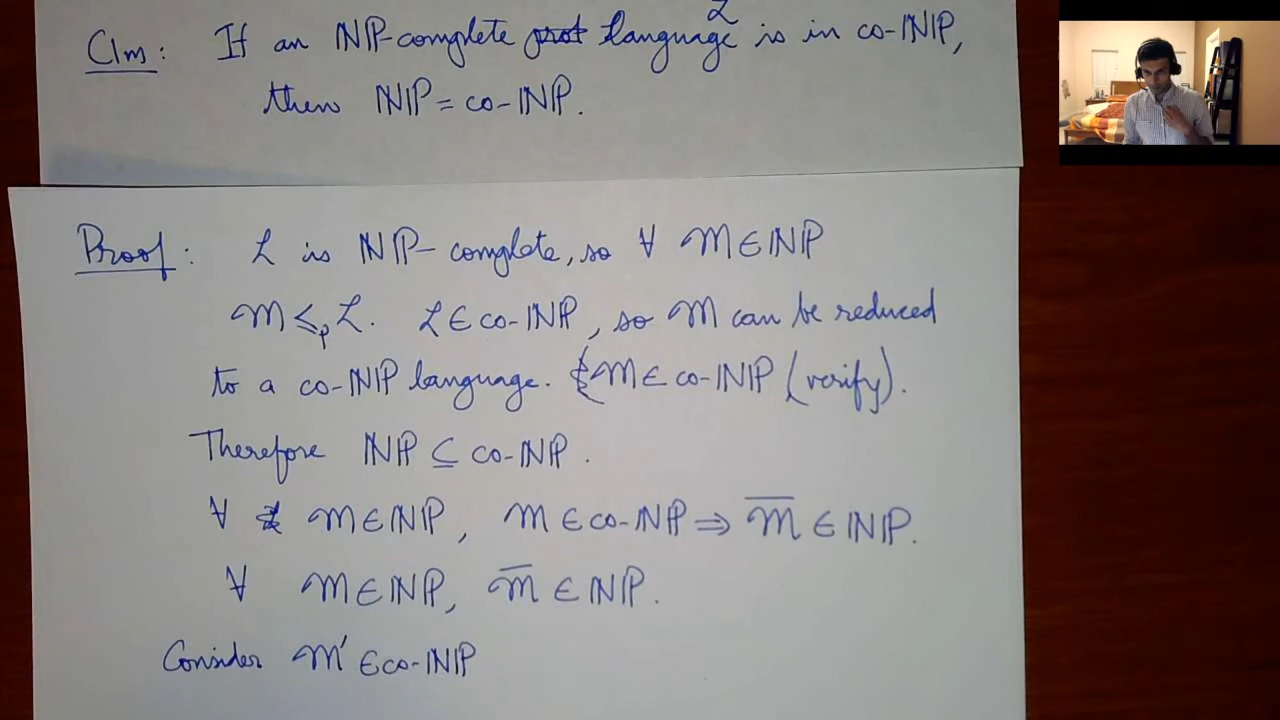 Clm: If an NP-complete prot language L is in co-NP,
then NP = co-NP.
Proof: L is NP-complete, so ∀ M ∈ NP
M ≤p L. L ∈ co-NP, so M can be reduced
to a co-NP language. {M ∈ co-NP (verify).
Therefore NP ⊆ co-NP.
∀ L M ∈ NP, M ∈ co-NP ⇒ M̅ ∈ NP.
∀ M ∈ NP, M̅ ∈ NP.
Consider M' ∈ co-NP